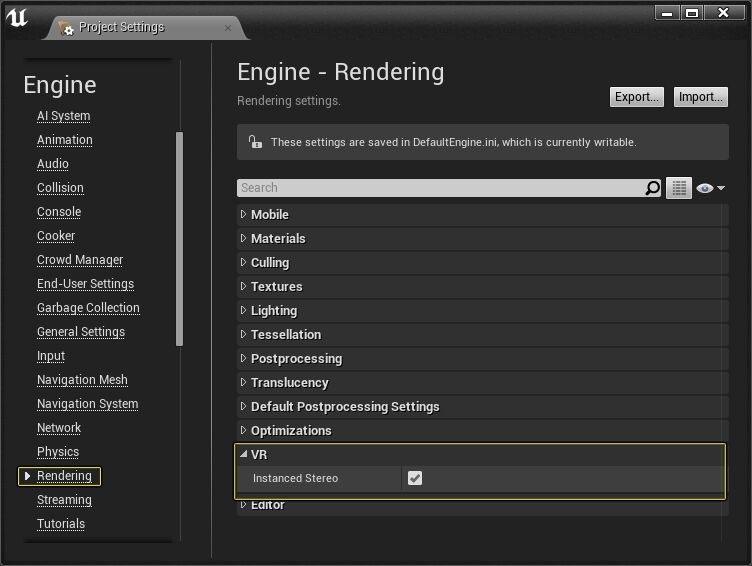 Project Settings
Engine
AI System
Animation
Audio
Collision
Console
Cooker
Crowd Manager
End-User Settings
Garbage Collection
General Settings
Input
Navigation Mesh
Navigation System
Network
Physics
Rendering
Streaming
Tutorials
Engine - Rendering
Rendering settings.
Export...
Import...
These settings are saved in DefaultEngine.ini, which is currently writable.
Search
Mobile
Materials
Culling
Textures
Lighting
Tessellation
Postprocessing
Translucency
Default Postprocessing Settings
Optimizations
VR
Instanced Stereo
Editor